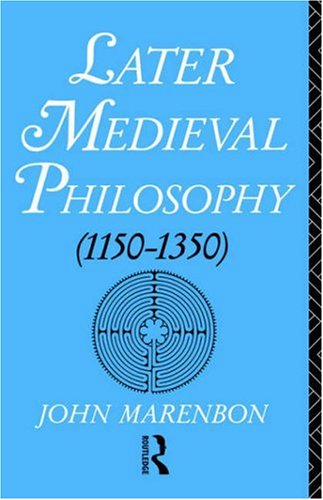 LATER
MEDIEVAL
PHILOSOPHY
(1150–1350)
JOHN MARENBON
ROUTLEDGE